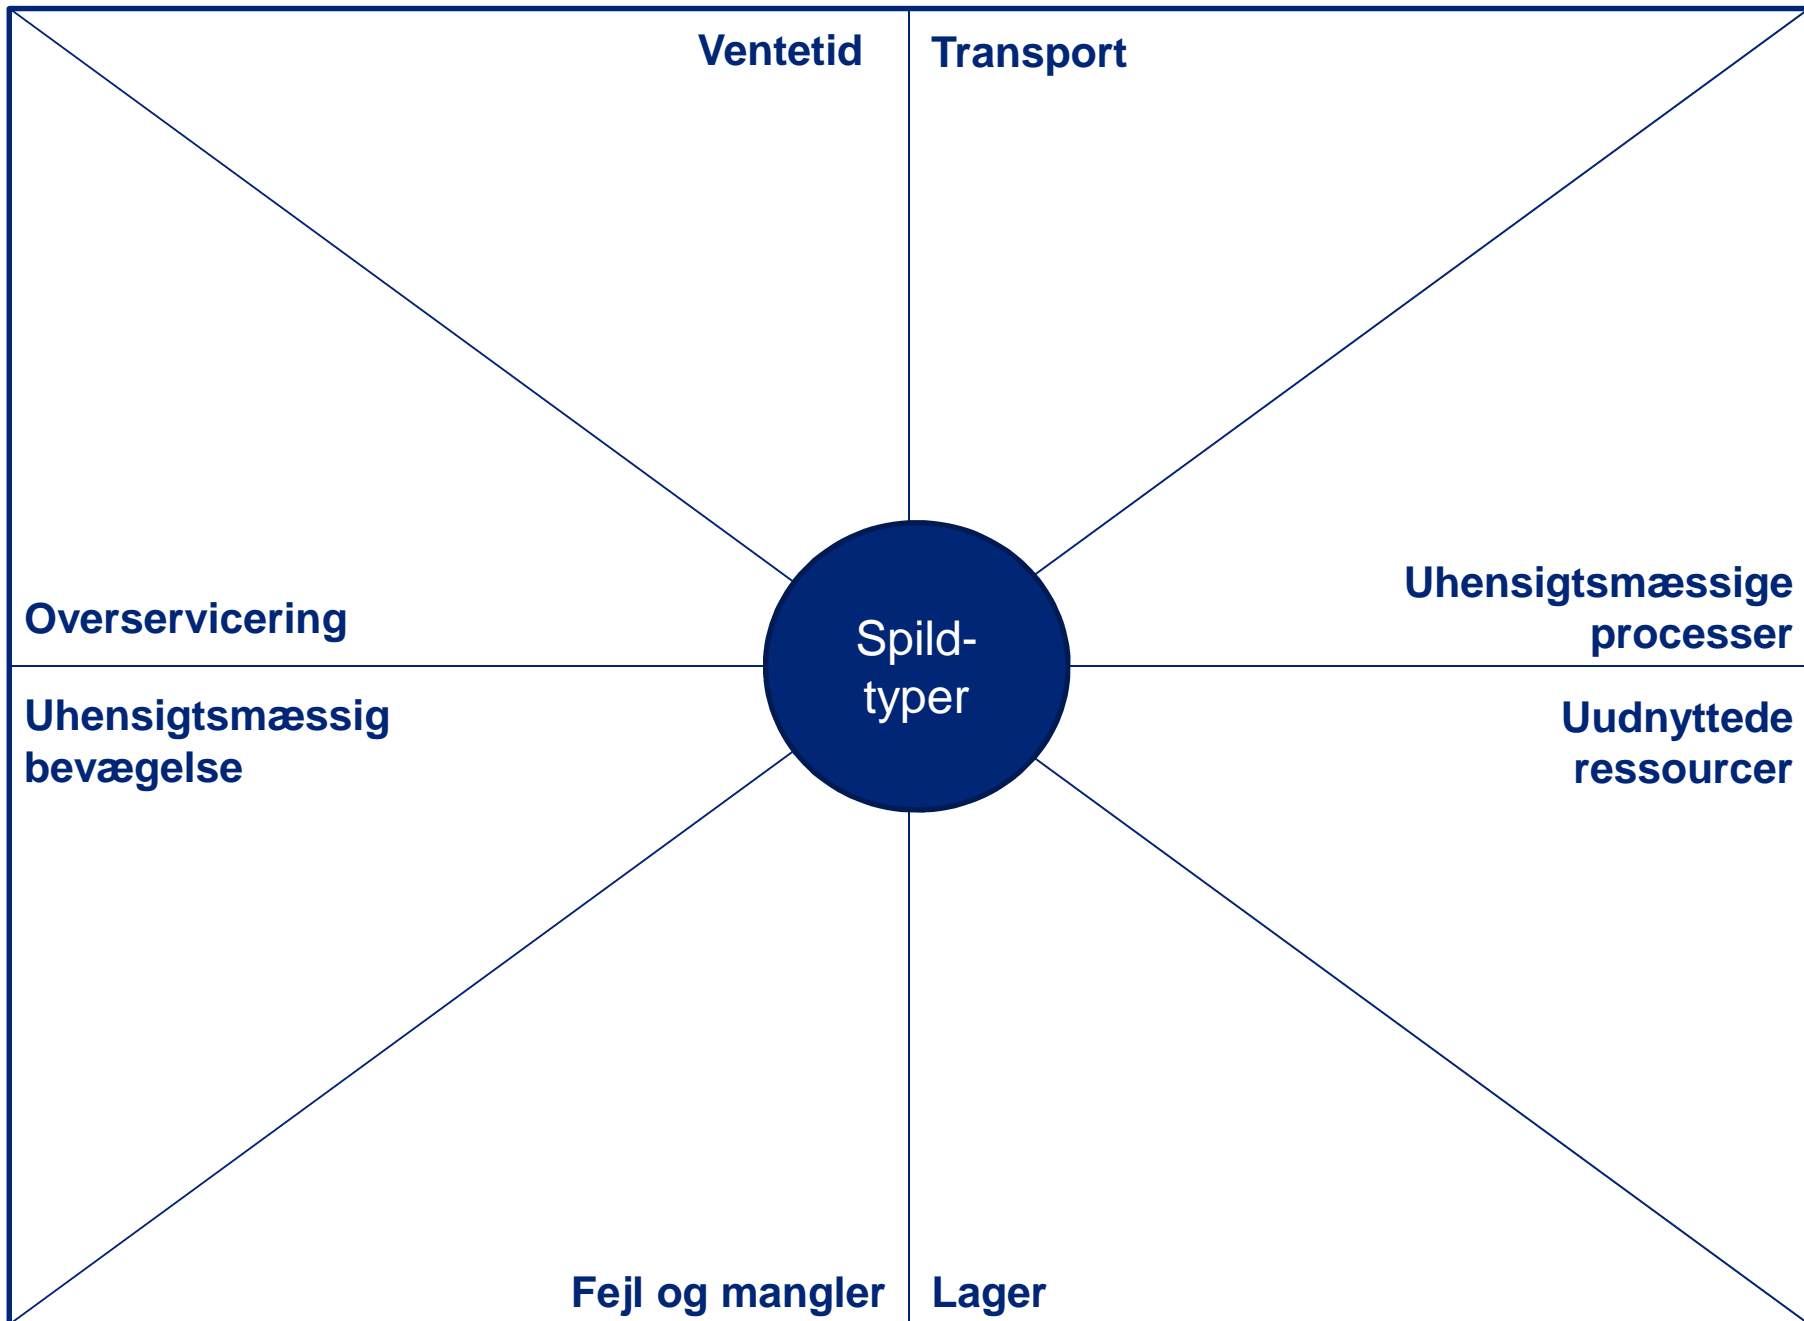 Ventetid
Transport
Overservicering
Uhensigtsmæssige
processer
Spild-
typer
Uhensigtsmæssig
bevægelse
Uudnyttede
ressourcer
Fejl og mangler
Lager